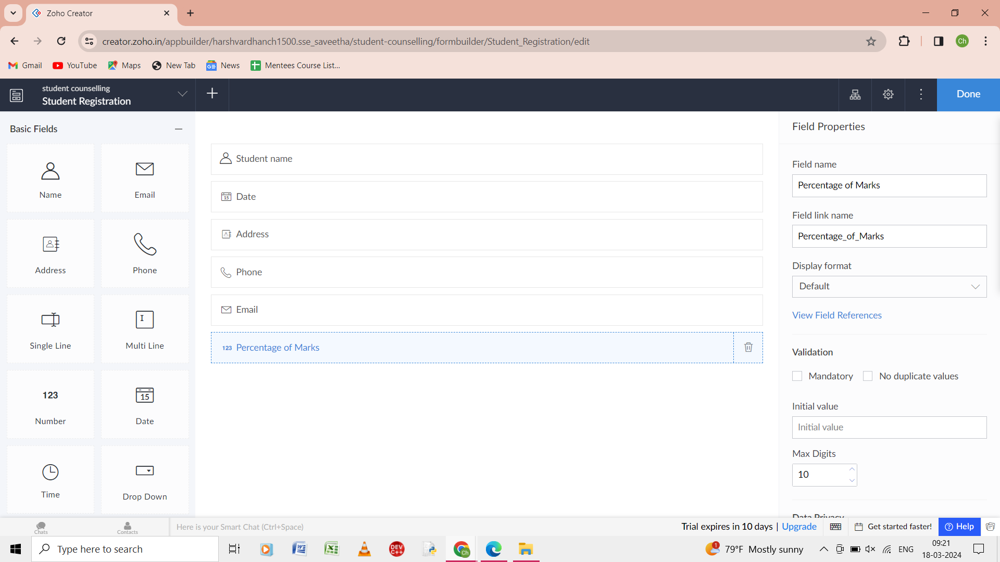 Zoho Creator
creator.zoho.in/appbuilder/harshvardhanch1500.sse_saveetha/student-counselling/formbuilder/Student_Registration/edit
Ch
Gmail YouTube Maps New Tab News Mentees Course List...
student counselling
Student Registration
Done
Basic Fields
Name Email
Address Phone
Single Line Multi Line
123 15
Number Date
Time Drop Down
Student name
15 Date
Address
Phone
Email
123 Percentage of Marks
Field Properties
Field name
Percentage of Marks
Field link name
Percentage_of_Marks
Display format
Default
View Field References
Validation
Mandatory No duplicate values
Initial value
Initial value
Max Digits
10
Data Privacy
Chats Contacts Here is your Smart Chat (Ctrl+Space) Trial expires in 10 days | Upgrade Get started faster! Help
Type here to search
DEV C++
Ch
1
79°F Mostly sunny
ENG
09:21
18-03-2024